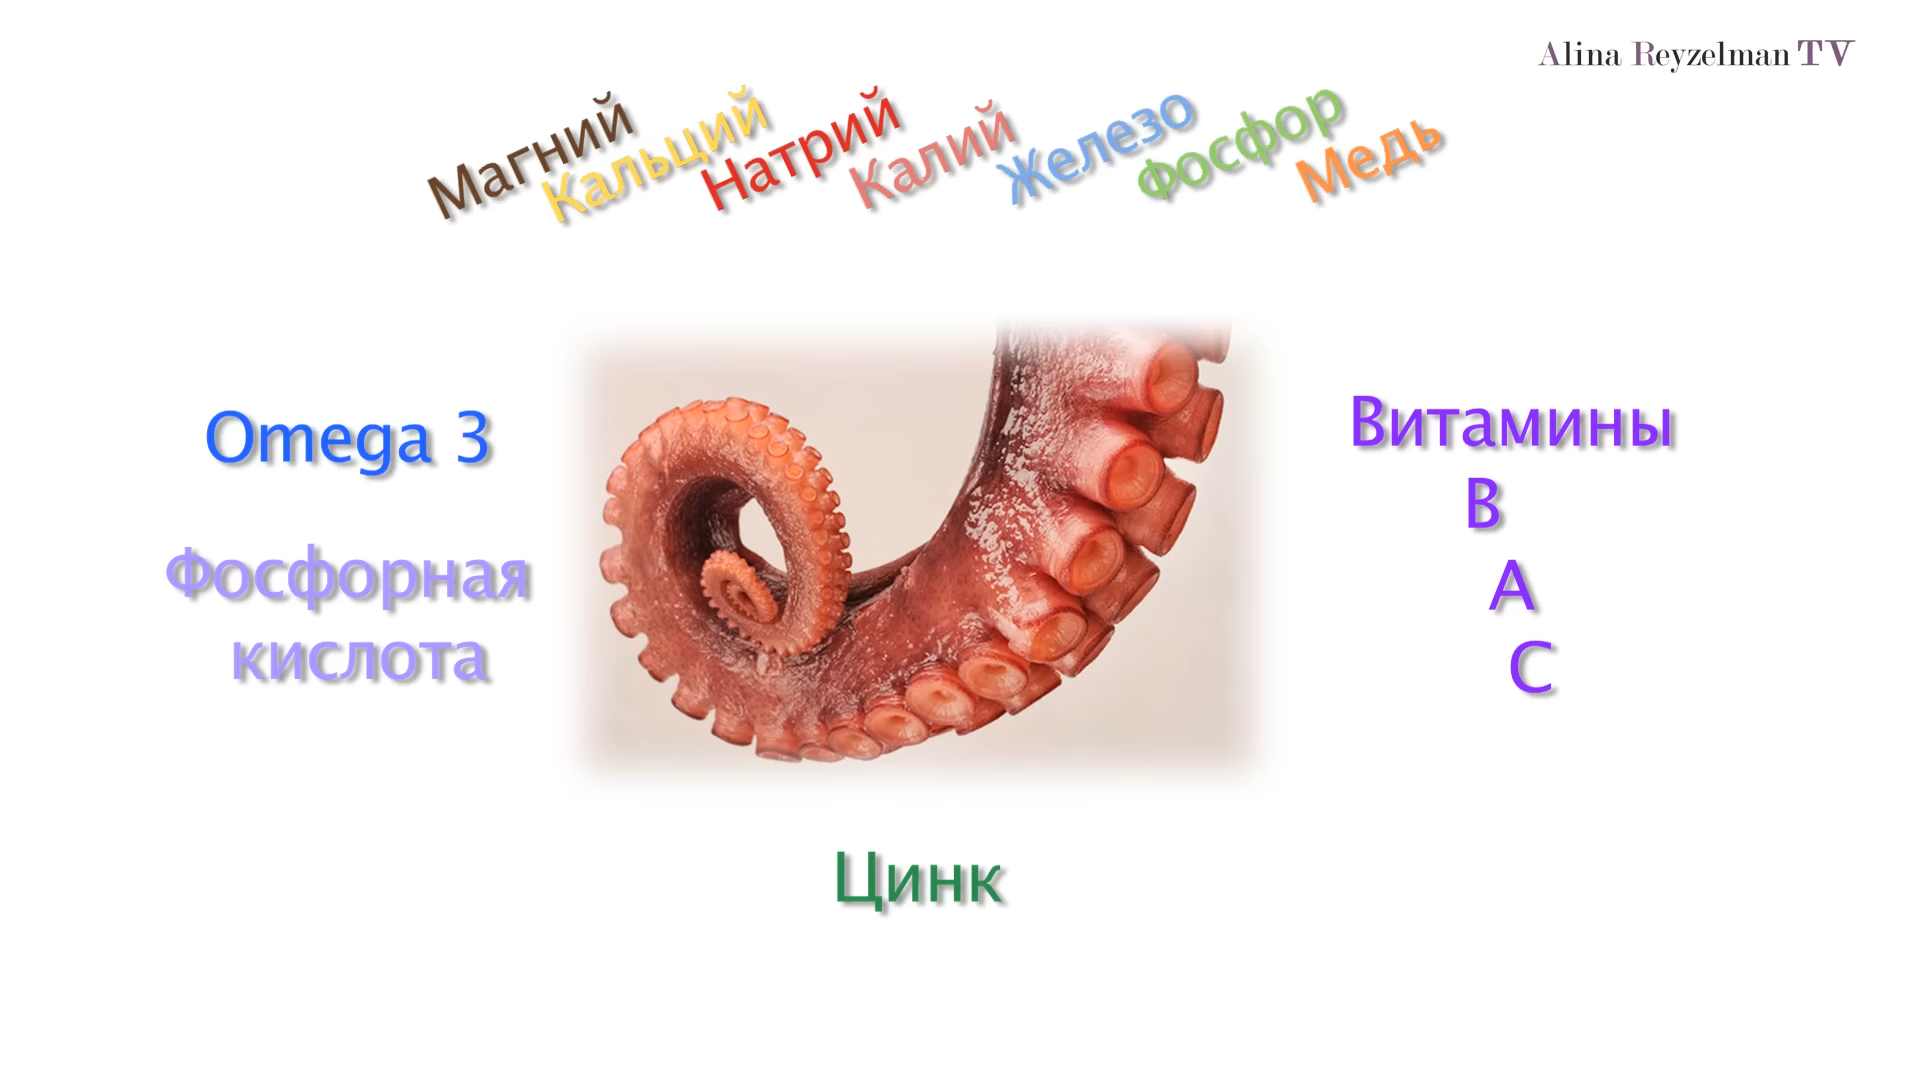 Alina Reyzelman TV
Магний
Кальций
Натрий
Калий
Железо
Фосфор
Медь
Omega 3
Фосфорная
кислота
Витамины
В
А
С
Цинк